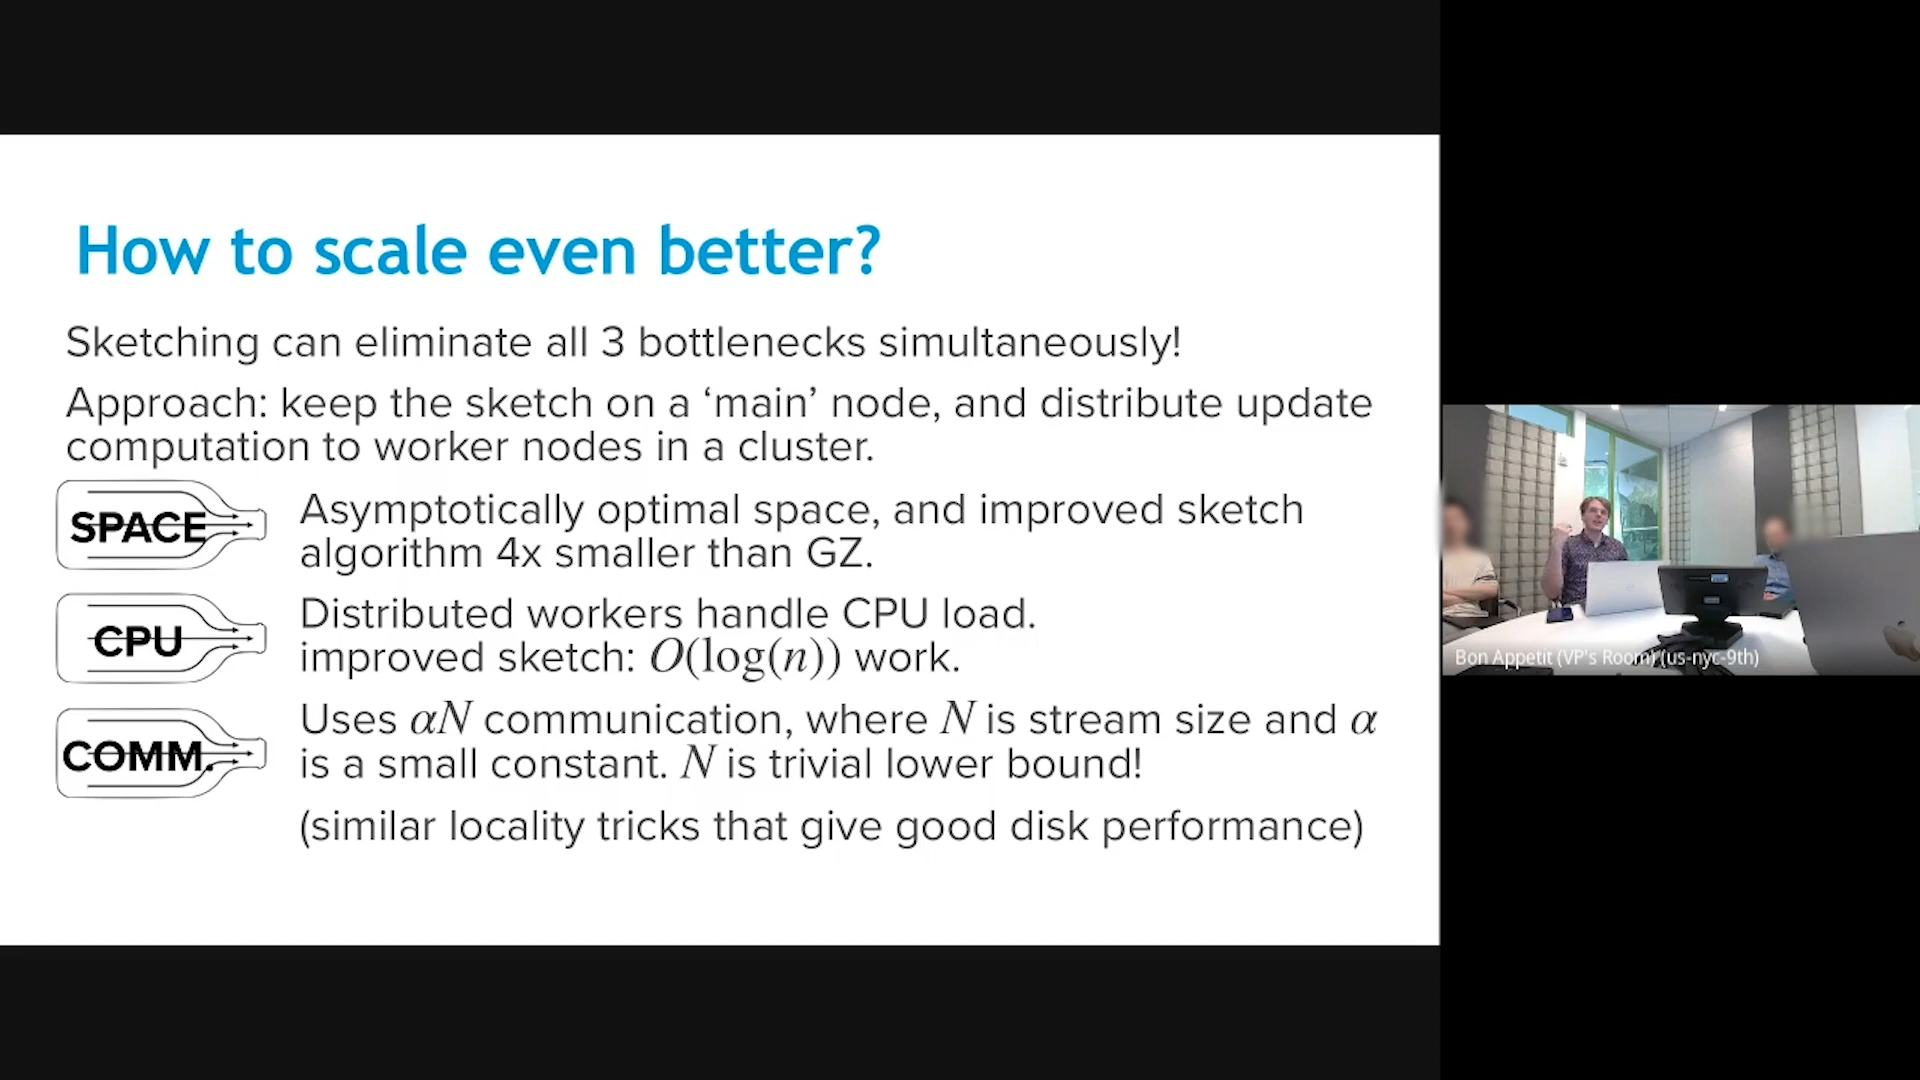 How to scale even better?
Sketching can eliminate all 3 bottlenecks simultaneously!
Approach: keep the sketch on a ‘main’ node, and distribute update
computation to worker nodes in a cluster.
SPACE
Asymptotically optimal space, and improved sketch
algorithm 4x smaller than GZ.
CPU
Distributed workers handle CPU load.
improved sketch: O(log(n)) work.
COMM.
Uses αN communication, where N is stream size and α
is a small constant. N is trivial lower bound!
(similar locality tricks that give good disk performance)
Bon Appetit (VP's Room) (us-nyc-9th)